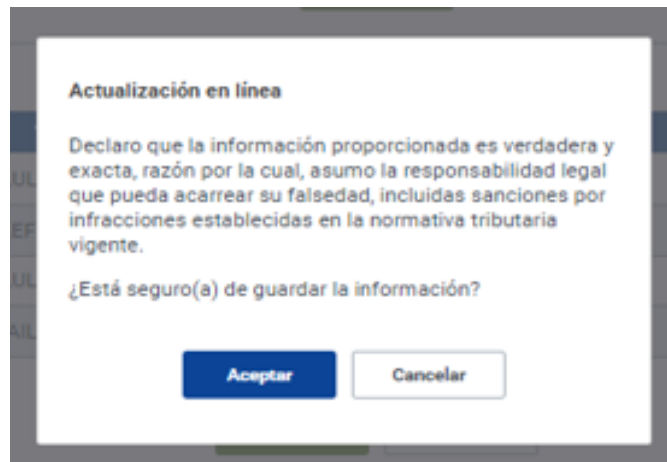 Actualización en línea
Declaro que la información proporcionada es verdadera y
exacta, razón por la cual, asumo la responsabilidad legal
que pueda acarrear su falsedad, incluidas sanciones por
infracciones establecidas en la normativa tributaria
vigente.
¿Está seguro(a) de guardar la información?
Aceptar
Cancelar